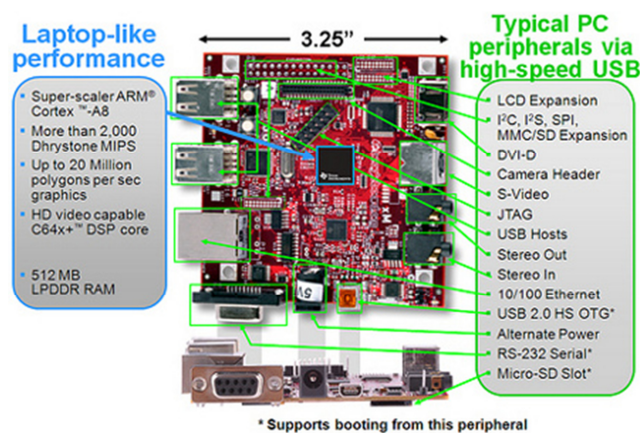 Laptop-like
performance
Super-scaler ARM®
Cortex ™-A8
More than 2,000
Dhrystone MIPS
Up to 20 Million
polygons per sec
graphics
HD video capable
C64x+™ DSP core
512 MB
LPDDR RAM
3.25”
Typical PC
peripherals via
high-speed USB
LCD Expansion
I²C, I²S, SPI,
MMC/SD Expansion
DVI-D
Camera Header
S-Video
JTAG
USB Hosts
Stereo Out
Stereo In
10/100 Ethernet
USB 2.0 HS OTG*
Alternate Power
RS-232 Serial*
Micro-SD Slot*
5V
* Supports booting from this peripheral